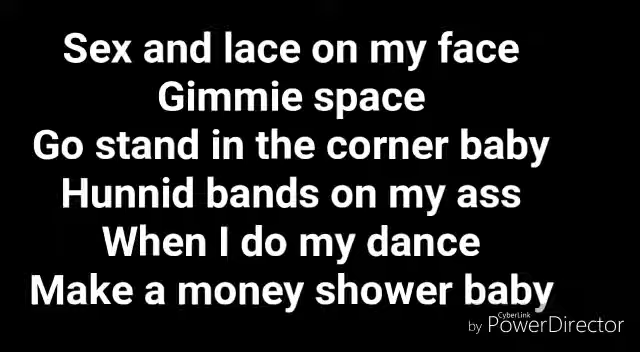 Sex and lace on my face
Gimmie space
Go stand in the corner baby
Hunnid bands on my ass
When I do my dance
Make a money shower baby
CyberLink
by PowerDirector